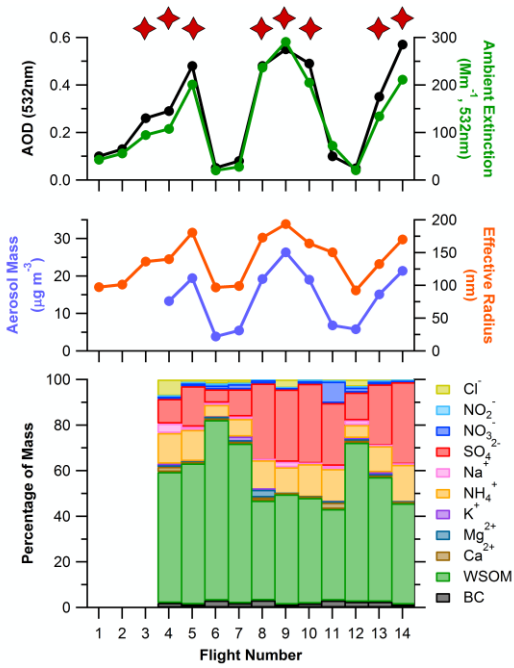 AOD (532nm)
0.6
0.4
0.2
0.0
300
200
100
0
Ambient Extinction
(Mm⁻¹, 532nm)
Aerosol Mass
(µg m⁻³)
30
20
10
0
200
150
100
50
0
Effective Radius
(nm)
Percentage of Mass
100
80
60
40
20
0
Cl⁻
NO₂⁻
NO₃⁻
SO₄²⁻
Na⁺
NH₄⁺
K⁺
Mg²⁺
Ca²⁺
WSOM
BC
1 2 3 4 5 6 7 8 9 10 11 12 13 14
Flight Number